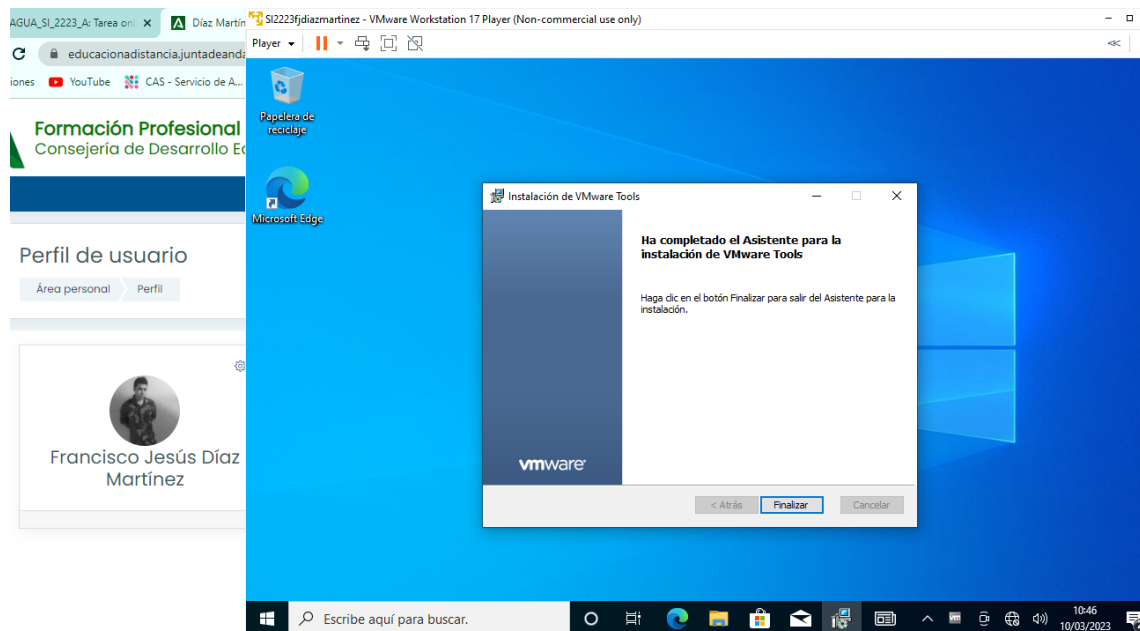 AGUA_SI_2223_A: Tarea onl
Díaz Martín
educacionadistancia.juntadeanda
iones
YouTube
CAS - Servicio de A...
Formación Profesional
Consejería de Desarrollo Ec
Perfil de usuario
Área personal
Perfil
Francisco Jesús Díaz
Martínez
SI2223fjdiazmartinez - VMware Workstation 17 Player (Non-commercial use only)
Player
Papelera de
reciclaje
Microsoft Edge
Instalación de VMware Tools
Ha completado el Asistente para la
instalación de VMware Tools
Haga clic en el botón Finalizar para salir del Asistente para la
instalación.
vmware
< Atrás
Finalizar
Cancelar
Escribe aquí para buscar.
10:46
10/03/2023